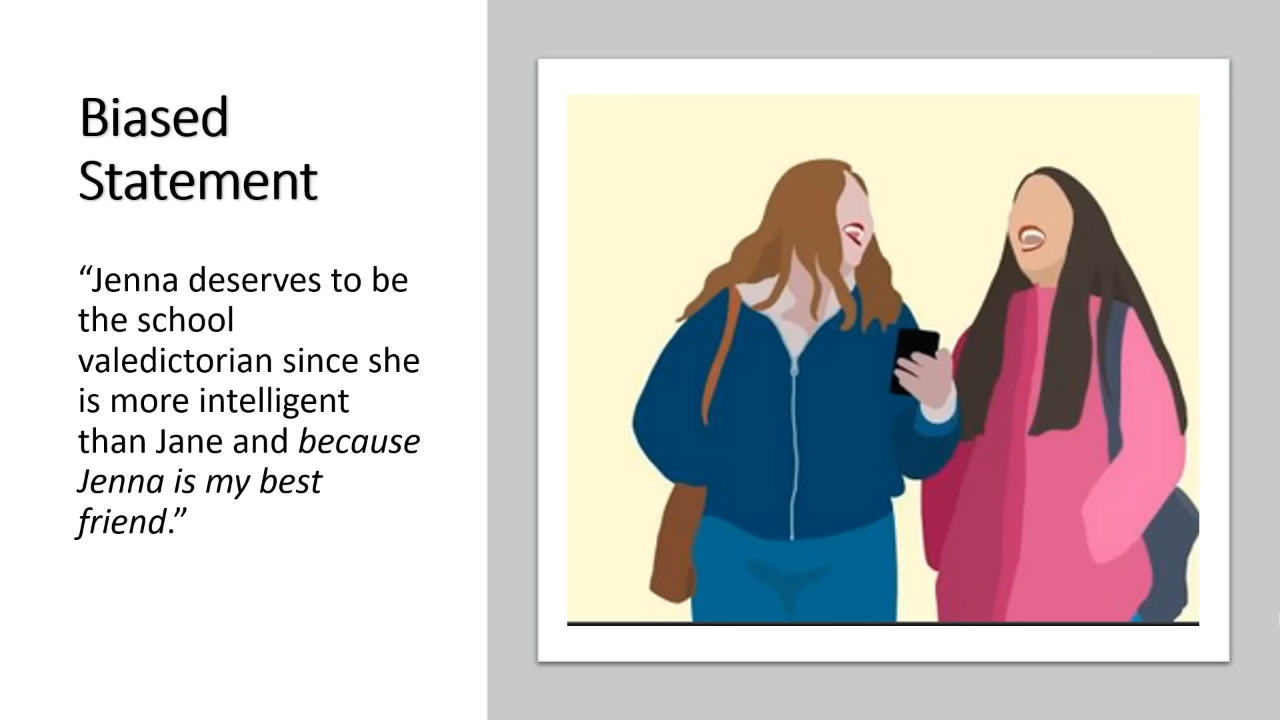 Biased
Statement
“Jenna deserves to be
the school
valedictorian since she
is more intelligent
than Jane and because
Jenna is my best
friend.”